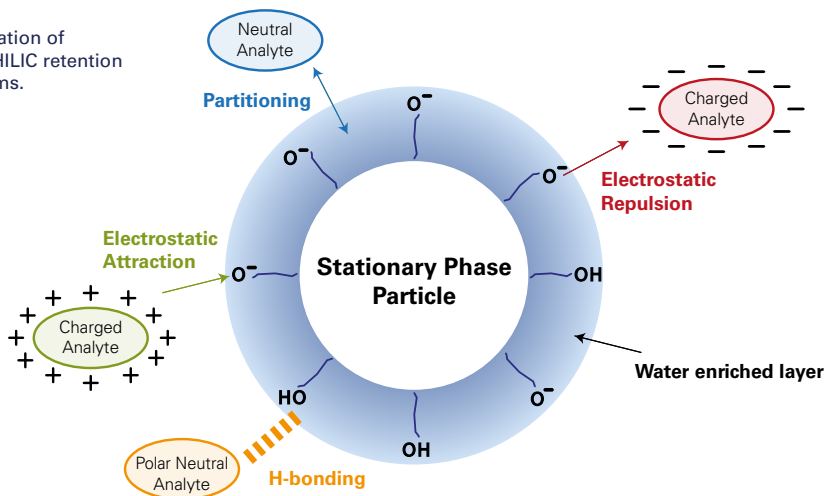 ation of
HILIC retention
ns.
Neutral
Analyte
Partitioning
O–
O–
O–
Charged
Analyte
Electrostatic
Repulsion
Electrostatic
Attraction
O–
Stationary Phase
Particle
OH
Charged
Analyte
Water enriched layer
HO
O–
OH
Polar Neutral
Analyte
H-bonding